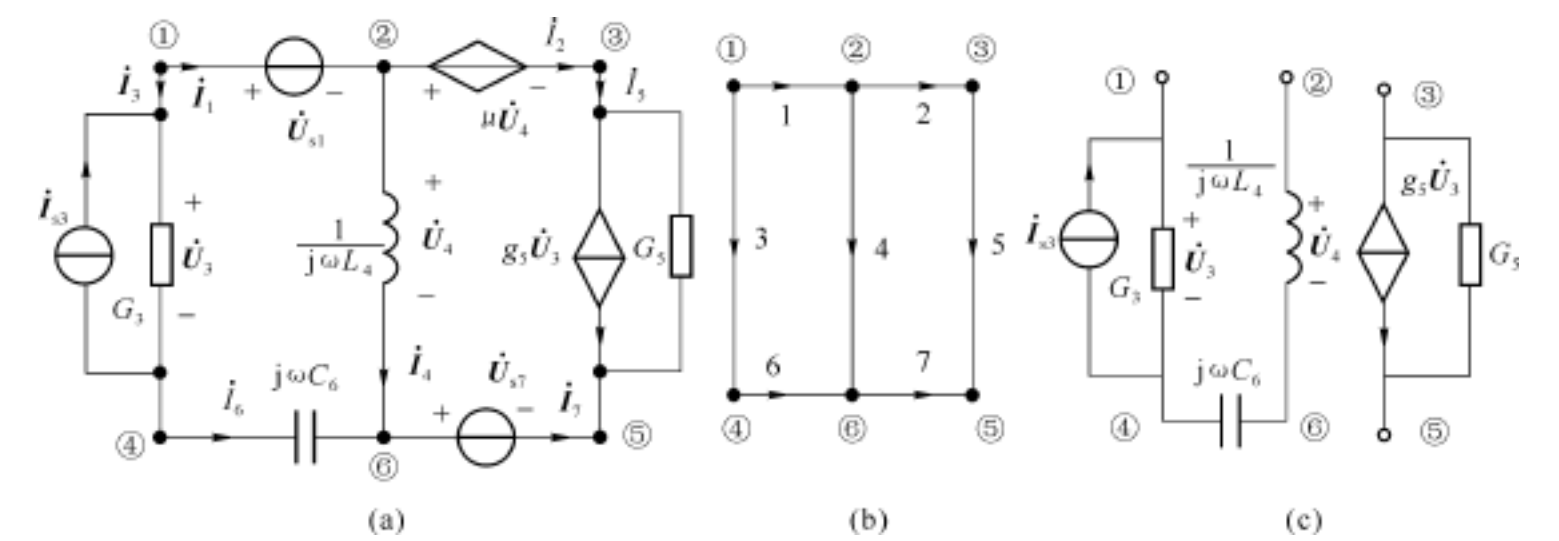 ① ② İ₂ ③ ① ② ③
İ₃ İ₁ + − + − I₅ 1 2 ① ② ③
U̇ₛ₁ μU̇₄
1/jωL₄ g₅U̇₃
İₛ₃ + U̇₃ G₃ − 1/jωL₄ + U̇₄ − g₅U̇₃ G₅ 3 4 5 İₛ₃ + U̇₃ G₃ − + U̇₄ − G₅
İ₆ jωC₆ İ₄ + U̇ₛ₇ − İ₇ 6 7 jωC₆
④ ⑥ ⑤ ④ ⑥ ⑤ ④ ⑥ ⑤
(a) (b) (c)